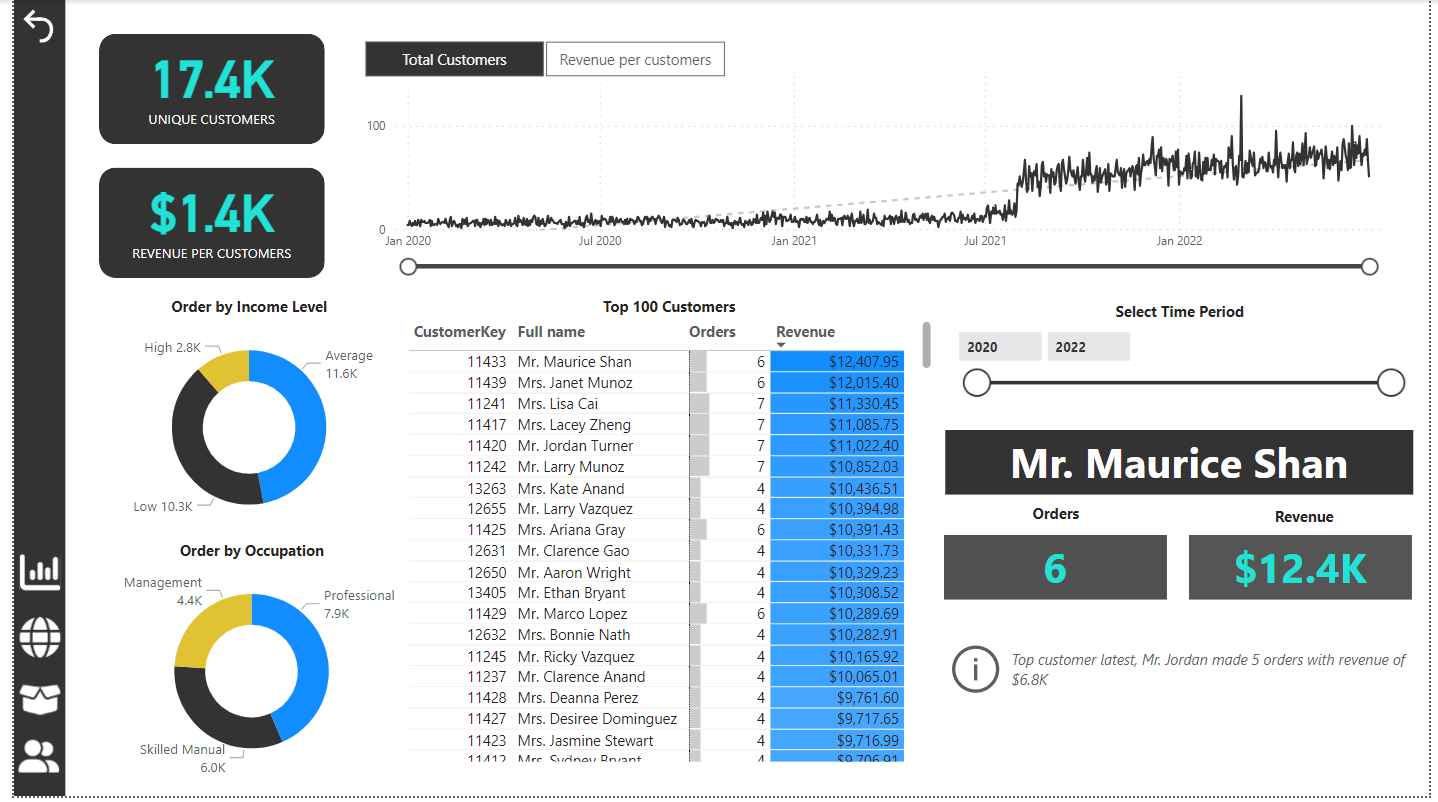 17.4K
UNIQUE CUSTOMERS
$1.4K
REVENUE PER CUSTOMERS
Total Customers
Revenue per customers
100
0
Jan 2020
Jul 2020
Jan 2021
Jul 2021
Jan 2022
Order by Income Level
High 2.8K
Average
11.6K
Low 10.3K
Order by Occupation
Management
4.4K
Professional
7.9K
Skilled Manual
6.0K
Top 100 Customers
CustomerKey Full name Orders Revenue
11433 Mr. Maurice Shan 6 $12,407.95
11439 Mrs. Janet Munoz 6 $12,015.40
11241 Mrs. Lisa Cai 7 $11,330.45
11417 Mrs. Lacey Zheng 7 $11,085.75
11420 Mr. Jordan Turner 7 $11,022.40
11242 Mr. Larry Munoz 7 $10,852.03
13263 Mrs. Kate Anand 4 $10,436.51
12655 Mr. Larry Vazquez 4 $10,394.98
11425 Mrs. Ariana Gray 6 $10,391.43
12631 Mr. Clarence Gao 4 $10,331.73
12650 Mr. Aaron Wright 4 $10,329.23
13405 Mr. Ethan Bryant 4 $10,308.52
11429 Mr. Marco Lopez 6 $10,289.69
12632 Mrs. Bonnie Nath 4 $10,282.91
11245 Mr. Ricky Vazquez 4 $10,165.92
11237 Mr. Clarence Anand 4 $10,065.01
11428 Mrs. Deanna Perez 4 $9,761.60
11427 Mrs. Desiree Dominguez 4 $9,717.65
11423 Mrs. Jasmine Stewart 4 $9,716.99
11412 Mrs. Sydney Bryant 4 $9,706.91
Select Time Period
2020
2022
Mr. Maurice Shan
Orders
Revenue
6
$12.4K
Top customer latest, Mr. Jordan made 5 orders with revenue of
$6.8K